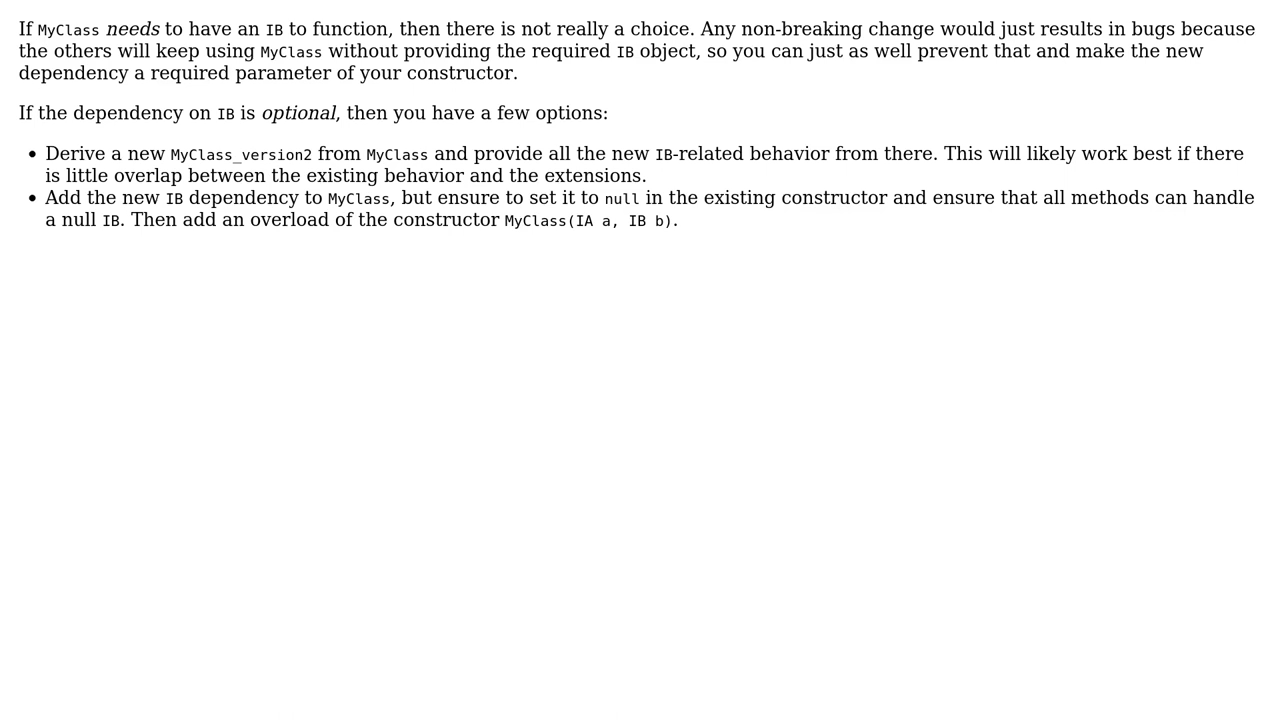 If MyClass needs to have an IB to function, then there is not really a choice. Any non-breaking change would just results in bugs because
the others will keep using MyClass without providing the required IB object, so you can just as well prevent that and make the new
dependency a required parameter of your constructor.
If the dependency on IB is optional, then you have a few options:
• Derive a new MyClass_version2 from MyClass and provide all the new IB-related behavior from there. This will likely work best if there
is little overlap between the existing behavior and the extensions.
• Add the new IB dependency to MyClass, but ensure to set it to null in the existing constructor and ensure that all methods can handle
a null IB. Then add an overload of the constructor MyClass(IA a, IB b).